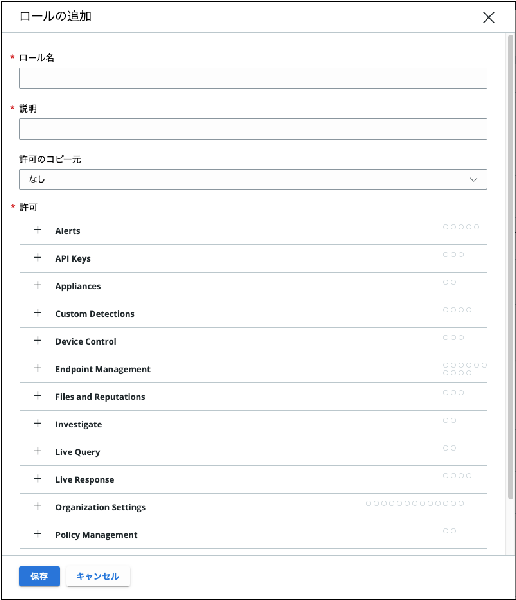 ロールの追加
* ロール名
* 説明
許可のコピー元
なし
* 許可
Alerts
API Keys
Appliances
Custom Detections
Device Control
Endpoint Management
Files and Reputations
Investigate
Live Query
Live Response
Organization Settings
Policy Management
保存 キャンセル